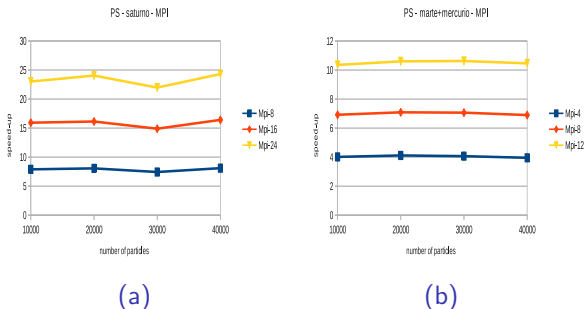 PS - saturno - MPI
30
25
20
15
10
5
0
speed-up
10000 20000 30000 40000
number of particles
Mpi-8
Mpi-16
Mpi-24
(a)
PS - marte+mercurio - MPI
12
10
8
6
4
2
0
speed-up
10000 20000 30000 40000
number of particles
Mpi-4
Mpi-8
Mpi-12
(b)